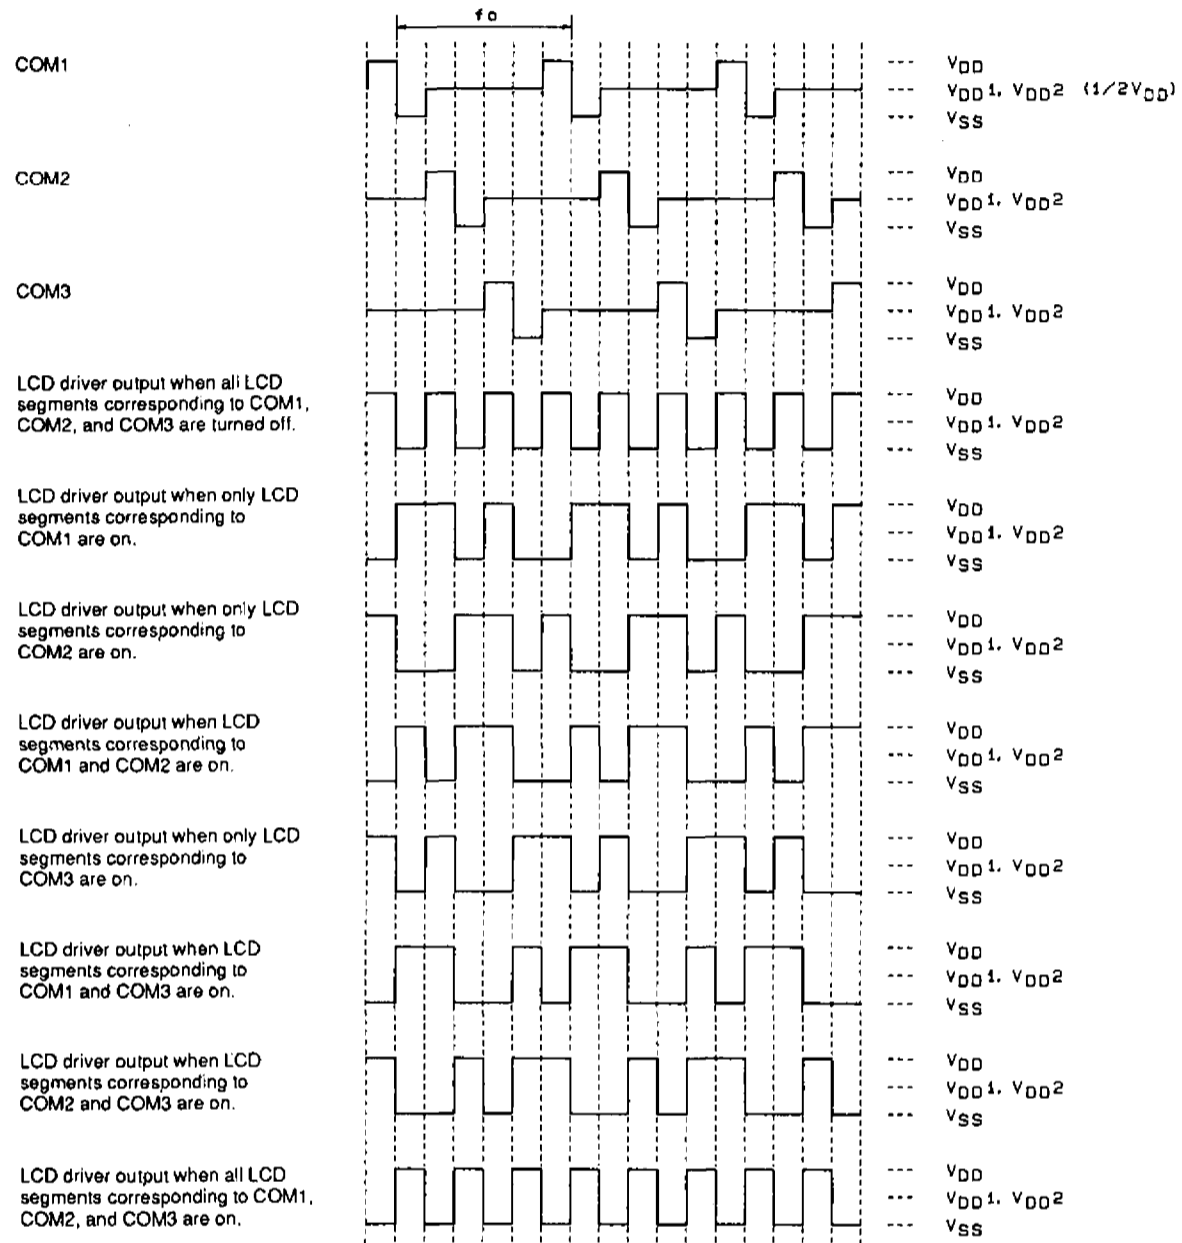 fo
COM1
--- VDD
--- VDD1, VDD2 (1/2VDD)
--- VSS
COM2
--- VDD
--- VDD1, VDD2
--- VSS
COM3
--- VDD
--- VDD1, VDD2
--- VSS
LCD driver output when all LCD
segments corresponding to COM1,
COM2, and COM3 are turned off.
--- VDD
--- VDD1, VDD2
--- VSS
LCD driver output when only LCD
segments corresponding to
COM1 are on.
--- VDD
--- VDD1, VDD2
--- VSS
LCD driver output when only LCD
segments corresponding to
COM2 are on.
--- VDD
--- VDD1, VDD2
--- VSS
LCD driver output when LCD
segments corresponding to
COM1 and COM2 are on.
--- VDD
--- VDD1, VDD2
--- VSS
LCD driver output when only LCD
segments corresponding to
COM3 are on.
--- VDD
--- VDD1, VDD2
--- VSS
LCD driver output when LCD
segments corresponding to
COM1 and COM3 are on.
--- VDD
--- VDD1, VDD2
--- VSS
LCD driver output when LCD
segments corresponding to
COM2 and COM3 are on.
--- VDD
--- VDD1, VDD2
--- VSS
LCD driver output when all LCD
segments corresponding to COM1,
COM2, and COM3 are on.
--- VDD
--- VDD1, VDD2
--- VSS